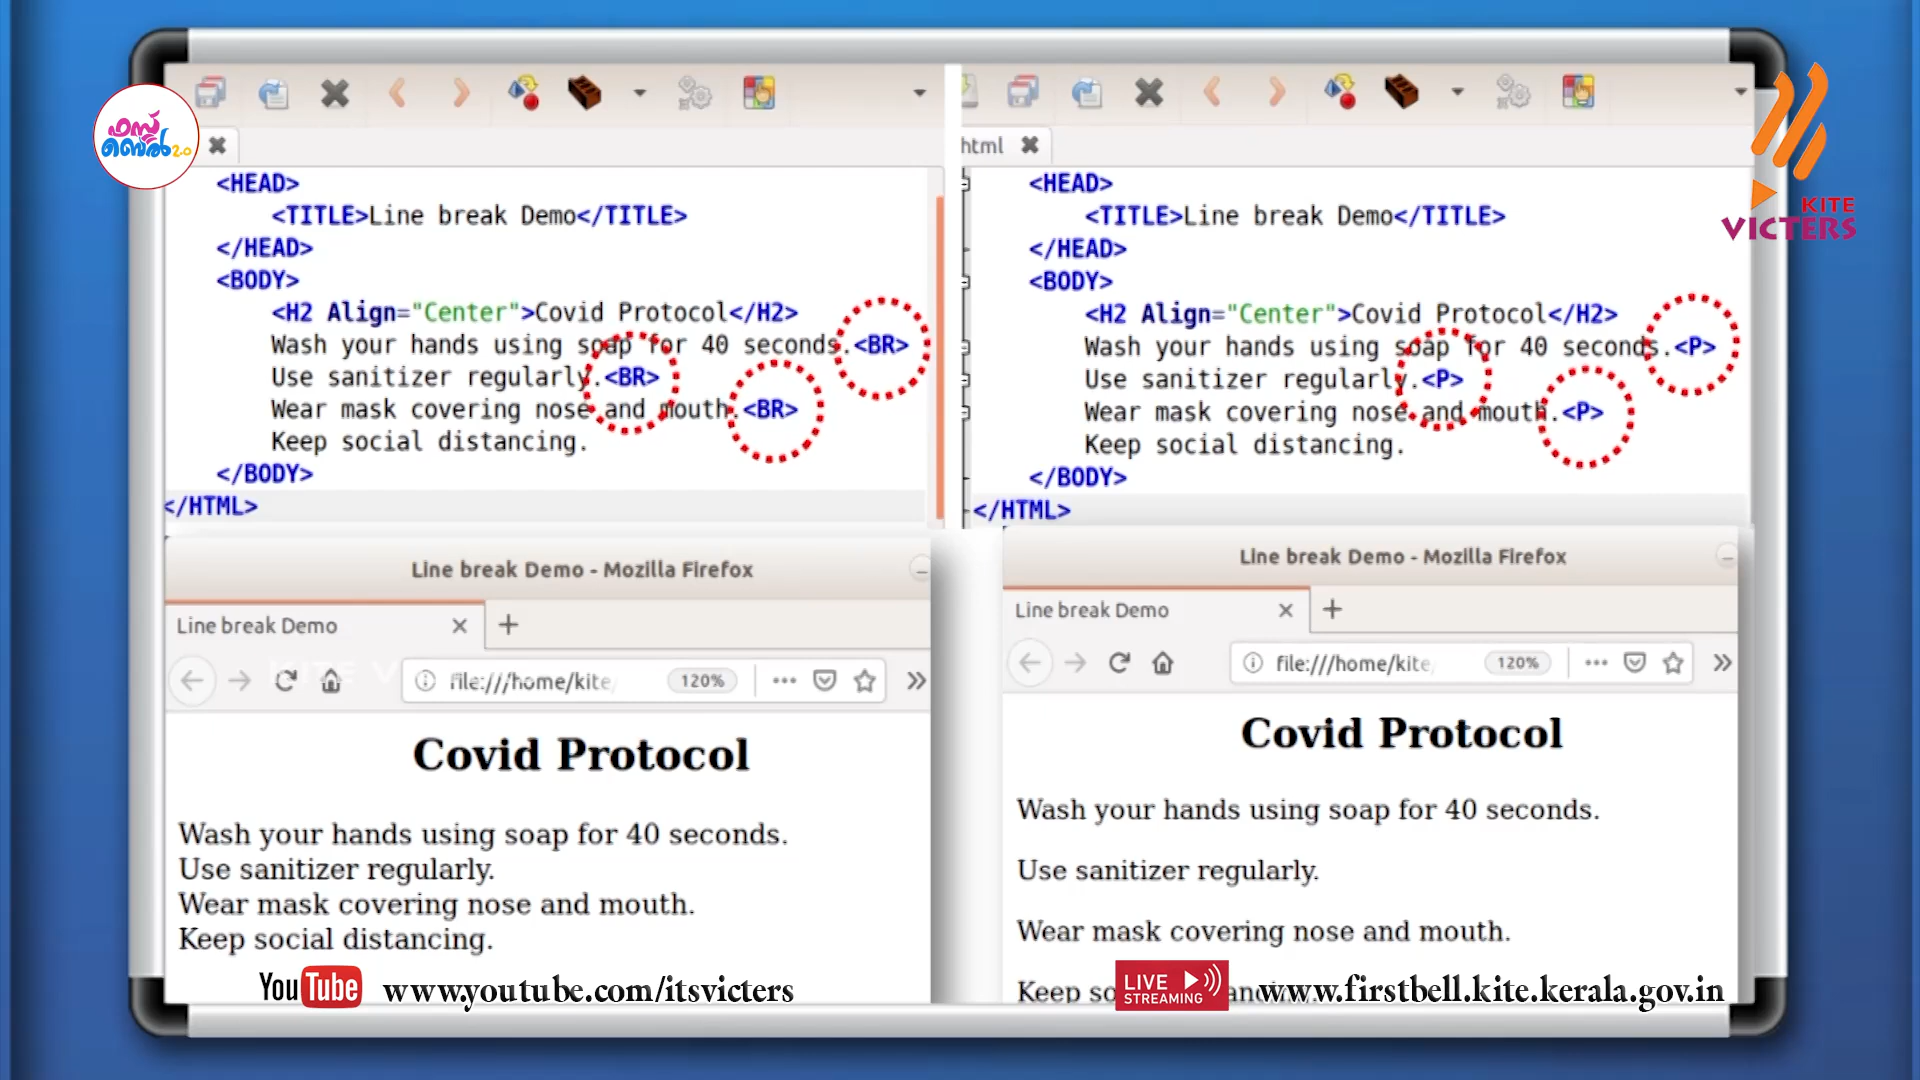 ഫസ്റ്റ്
ബെൽ 2.0
KITE
VICTERS
<HEAD>
<TITLE>Line break Demo</TITLE>
</HEAD>
<BODY>
<H2 Align="Center">Covid Protocol</H2>
Wash your hands using soap for 40 seconds.<BR>
Use sanitizer regularly.<BR>
Wear mask covering nose and mouth.<BR>
Keep social distancing.
</BODY>
</HTML>
html
<HEAD>
<TITLE>Line break Demo</TITLE>
</HEAD>
<BODY>
<H2 Align="Center">Covid Protocol</H2>
Wash your hands using soap for 40 seconds.<P>
Use sanitizer regularly.<P>
Wear mask covering nose and mouth.<P>
Keep social distancing.
</BODY>
</HTML>
Line break Demo - Mozilla Firefox
Line break Demo
KITE V
file:///home/kite/ 120%
Covid Protocol
Wash your hands using soap for 40 seconds.
Use sanitizer regularly.
Wear mask covering nose and mouth.
Keep social distancing.
Line break Demo - Mozilla Firefox
Line break Demo
file:///home/kite/ 120%
Covid Protocol
Wash your hands using soap for 40 seconds.
Use sanitizer regularly.
Wear mask covering nose and mouth.
Keep
YouTube www.youtube.com/itsvicters
LIVE
STREAMING
www.firstbell.kite.kerala.gov.in